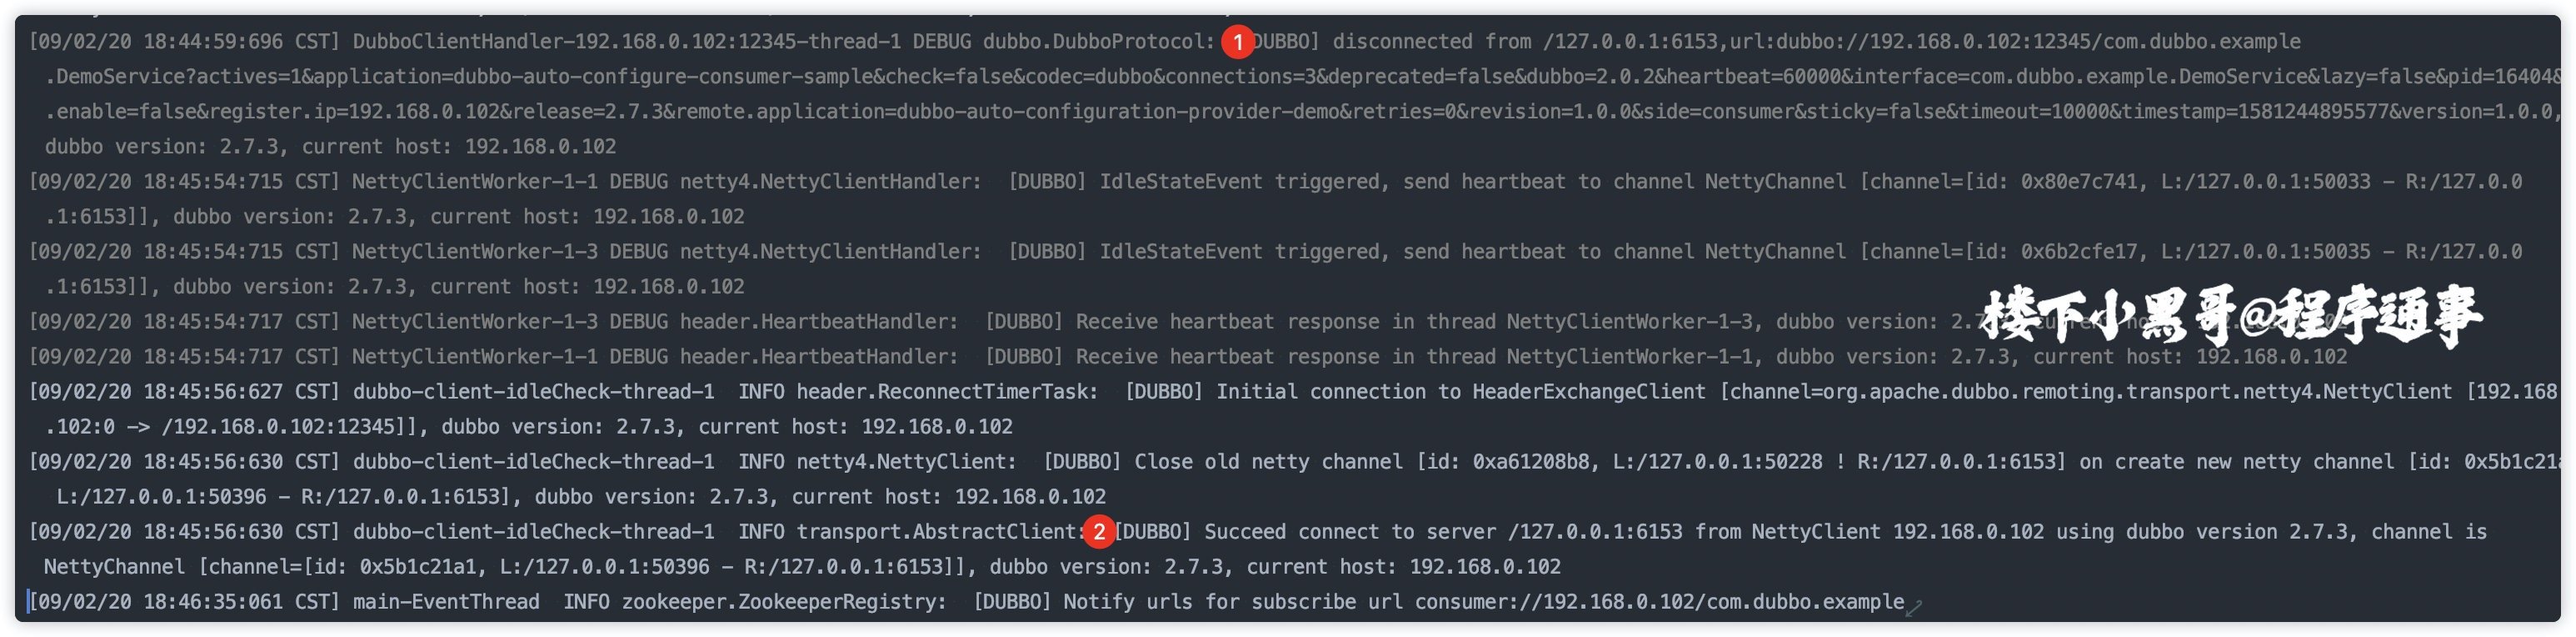 [09/02/20 18:44:59:696 CST] DubboClientHandler-192.168.0.102:12345-thread-1 DEBUG dubbo.DubboProtocol: 1 DUBBO] disconnected from /127.0.0.1:6153,url:dubbo://192.168.0.102:12345/com.dubbo.example
.DemoService?actives=1&application=dubbo-auto-configure-consumer-sample&check=false&codec=dubbo&connections=3&deprecated=false&dubbo=2.0.2&heartbeat=60000&interface=com.dubbo.example.DemoService&lazy=false&pid=16404&
.enable=false&register.ip=192.168.0.102&release=2.7.3&remote.application=dubbo-auto-configuration-provider-demo&retries=0&revision=1.0.0&side=consumer&sticky=false&timeout=10000&timestamp=1581244895577&version=1.0.0,
dubbo version: 2.7.3, current host: 192.168.0.102
[09/02/20 18:45:54:715 CST] NettyClientWorker-1-1 DEBUG netty4.NettyClientHandler:  [DUBBO] IdleStateEvent triggered, send heartbeat to channel NettyChannel [channel=[id: 0x80e7c741, L:/127.0.0.1:50033 - R:/127.0.0
.1:6153]], dubbo version: 2.7.3, current host: 192.168.0.102
[09/02/20 18:45:54:715 CST] NettyClientWorker-1-3 DEBUG netty4.NettyClientHandler:  [DUBBO] IdleStateEvent triggered, send heartbeat to channel NettyChannel [channel=[id: 0x6b2cfe17, L:/127.0.0.1:50035 - R:/127.0.0
.1:6153]], dubbo version: 2.7.3, current host: 192.168.0.102
[09/02/20 18:45:54:717 CST] NettyClientWorker-1-3 DEBUG header.HeartbeatHandler:  [DUBBO] Receive heartbeat response in thread NettyClientWorker-1-3, dubbo version: 2.7
楼下小黑哥@程序通事
[09/02/20 18:45:54:717 CST] NettyClientWorker-1-1 DEBUG header.HeartbeatHandler:  [DUBBO] Receive heartbeat response in thread NettyClientWorker-1-1, dubbo version: 2.7.3, current host: 192.168.0.102
[09/02/20 18:45:56:627 CST] dubbo-client-idleCheck-thread-1  INFO header.ReconnectTimerTask:  [DUBBO] Initial connection to HeaderExchangeClient [channel=org.apache.dubbo.remoting.transport.netty4.NettyClient [192.168
.102:0 -> /192.168.0.102:12345]], dubbo version: 2.7.3, current host: 192.168.0.102
[09/02/20 18:45:56:630 CST] dubbo-client-idleCheck-thread-1  INFO netty4.NettyClient:  [DUBBO] Close old netty channel [id: 0xa61208b8, L:/127.0.0.1:50228 ! R:/127.0.0.1:6153] on create new netty channel [id: 0x5b1c21a
L:/127.0.0.1:50396 - R:/127.0.0.1:6153], dubbo version: 2.7.3, current host: 192.168.0.102
[09/02/20 18:45:56:630 CST] dubbo-client-idleCheck-thread-1  INFO transport.AbstractClient: 2 [DUBBO] Succeed connect to server /127.0.0.1:6153 from NettyClient 192.168.0.102 using dubbo version 2.7.3, channel is
NettyChannel [channel=[id: 0x5b1c21a1, L:/127.0.0.1:50396 - R:/127.0.0.1:6153]], dubbo version: 2.7.3, current host: 192.168.0.102
[09/02/20 18:46:35:061 CST] main-EventThread  INFO zookeeper.ZookeeperRegistry:  [DUBBO] Notify urls for subscribe url consumer://192.168.0.102/com.dubbo.example